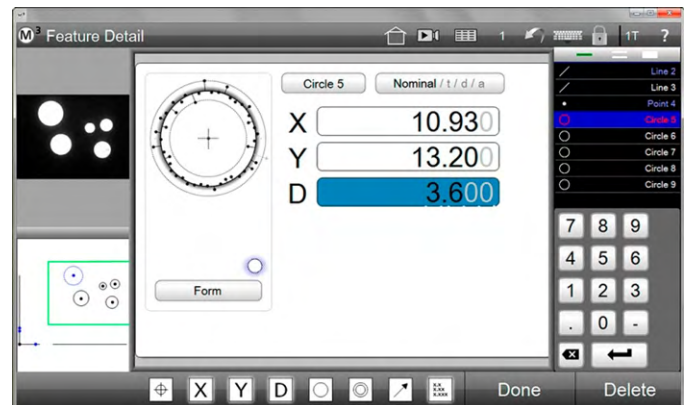 M³ Feature Detail
1
1T
?
Circle 5
Nominal / t / d / a
X 10.930
Y 13.200
D 3.600
Form
Line 2
Line 3
Point 4
Circle 5
Circle 6
Circle 7
Circle 8
Circle 9
7 8 9
4 5 6
1 2 3
. 0 -
X Y D
X.X
X.XX
X.XXX
Done
Delete